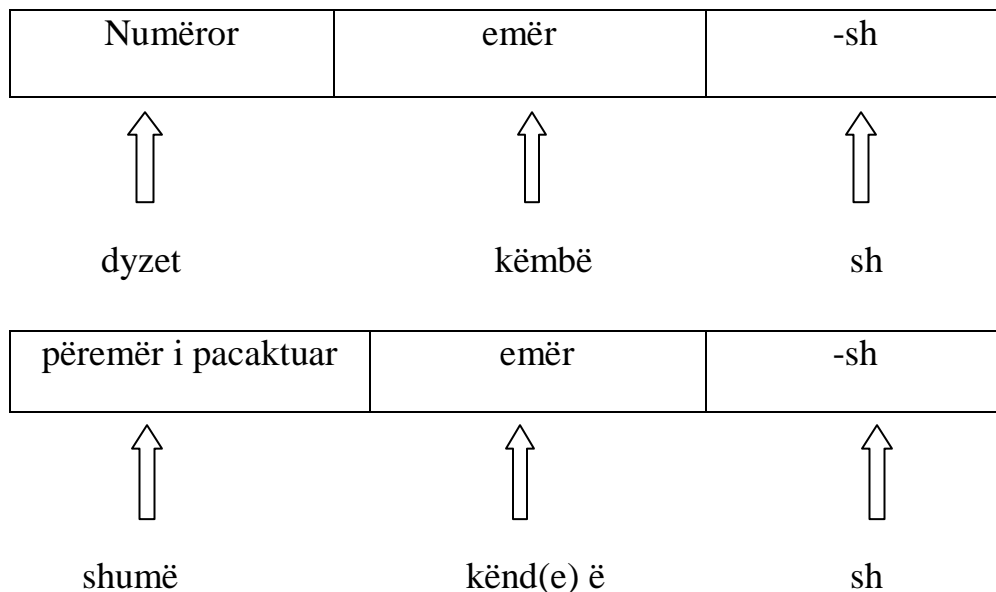 Numëror emër -sh
dyzet këmbë sh
përemër i pacaktuar emër -sh
shumë kënd(e) ë sh